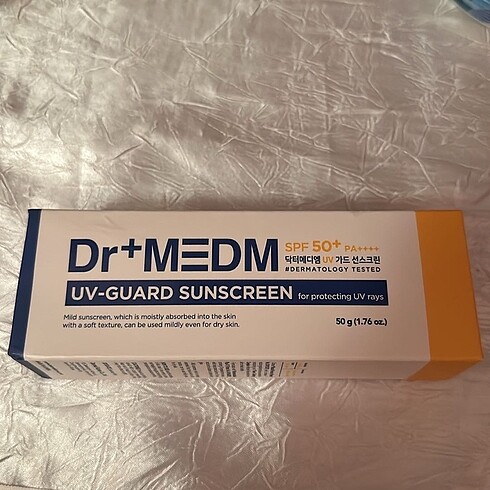 Dr+MEDM
SPF 50+ PA++++
닥터메디엠 UV 가드 선스크린
#DERMATOLOGY TESTED
UV-GUARD SUNSCREEN for protecting UV rays
Mild sunscreen, which is moistly absorbed into the skin
with a soft texture, can be used mildly even for dry skin.
50 g (1.76 oz.)